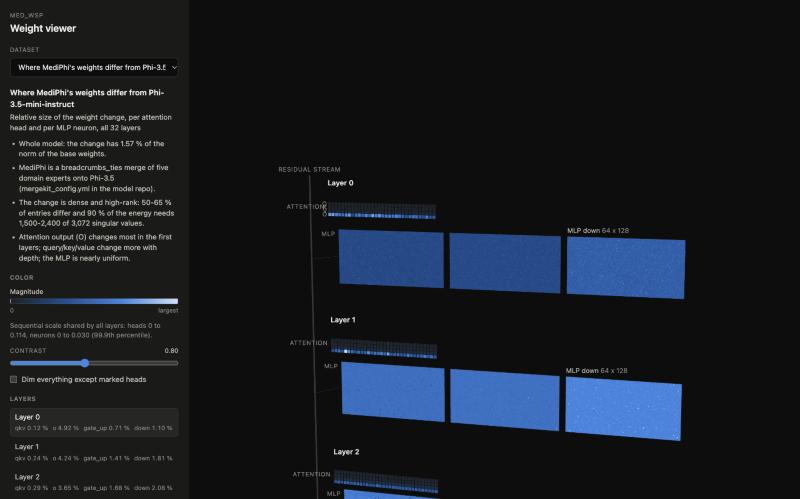 MED_WSP
Weight viewer
DATASET
Where MediPhi's weights differ from Phi-3.5
Where MediPhi's weights differ from Phi-
3.5-mini-instruct
Relative size of the weight change, per attention
head and per MLP neuron, all 32 layers
• Whole model: the change has 1.57 % of the
norm of the base weights.
• MediPhi is a breadcrumbs_ties merge of five
domain experts onto Phi-3.5
(mergekit_config.yml in the model repo).
• The change is dense and high-rank: 50-65 %
of entries differ and 90 % of the energy needs
1,500-2,400 of 3,072 singular values.
• Attention output (O) changes most in the first
layers; query/key/value change more with
depth; the MLP is nearly uniform.
COLOR
Magnitude
0 largest
Sequential scale shared by all layers: heads 0 to
0.114, neurons 0 to 0.030 (99.9th percentile).
CONTRAST 0.80
Dim everything except marked heads
LAYERS
Layer 0
qkv 0.12 % o 4.92 % gate_up 0.71 % down 1.10 %
Layer 1
qkv 0.24 % o 4.24 % gate_up 1.41 % down 1.81 %
Layer 2
qkv 0.29 % o 3.65 % gate_up 1.68 % down 2.08 %
RESIDUAL STREAM
Layer 0
ATTENTION
MLP
MLP down 64 x 128
Layer 1
ATTENTION
MLP
MLP down 64 x 128
Layer 2
ATTENTION
MLP